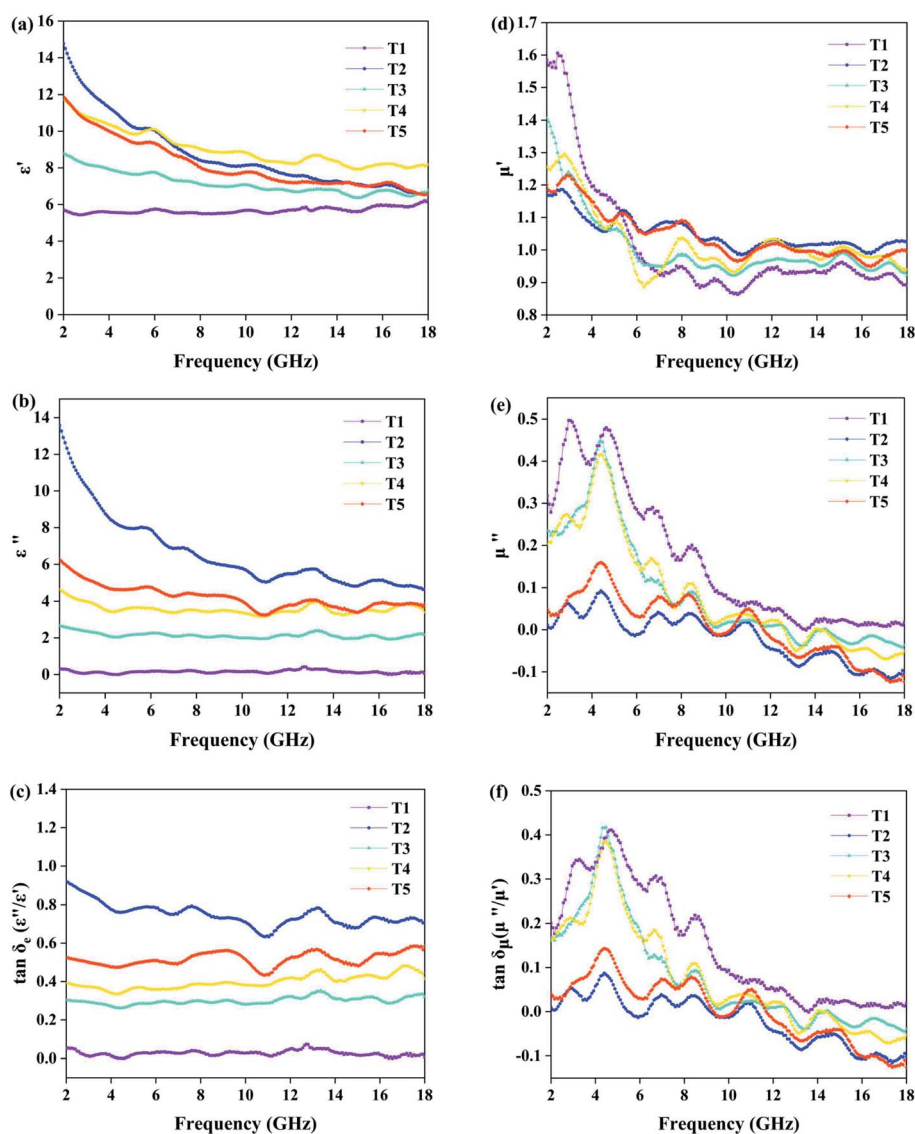 (a)
16
14
12
10
8
6
4
2
0
ε'
T1
T2
T3
T4
T5
2 4 6 8 10 12 14 16 18
Frequency (GHz)
(d)
1.7
1.6
1.5
1.4
1.3
1.2
1.1
1.0
0.9
0.8
μ'
T1
T2
T3
T4
T5
2 4 6 8 10 12 14 16 18
Frequency (GHz)
(b)
14
12
10
8
6
4
2
0
ε''
T1
T2
T3
T4
T5
2 4 6 8 10 12 14 16 18
Frequency (GHz)
(e)
0.5
0.4
0.3
0.2
0.1
0.0
-0.1
μ''
T1
T2
T3
T4
T5
2 4 6 8 10 12 14 16 18
Frequency (GHz)
(c)
1.4
1.2
1.0
0.8
0.6
0.4
0.2
0.0
tan δe (ε''/ε')
T1
T2
T3
T4
T5
2 4 6 8 10 12 14 16 18
Frequency (GHz)
(f)
0.5
0.4
0.3
0.2
0.1
0.0
-0.1
tan δμ(μ''/μ')
T1
T2
T3
T4
T5
2 4 6 8 10 12 14 16 18
Frequency (GHz)